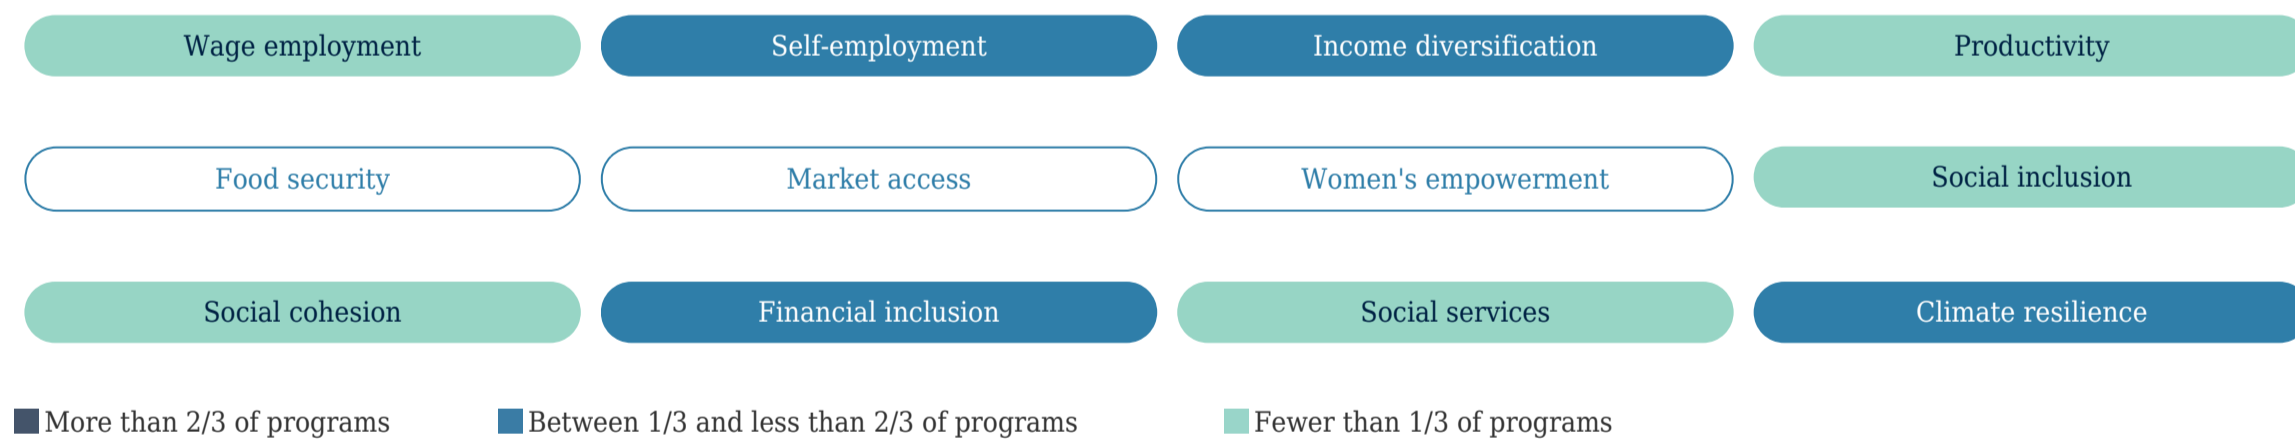 Wage employment
Self-employment
Income diversification
Productivity
Food security
Market access
Women's empowerment
Social inclusion
Social cohesion
Financial inclusion
Social services
Climate resilience
More than 2/3 of programs
Between 1/3 and less than 2/3 of programs
Fewer than 1/3 of programs